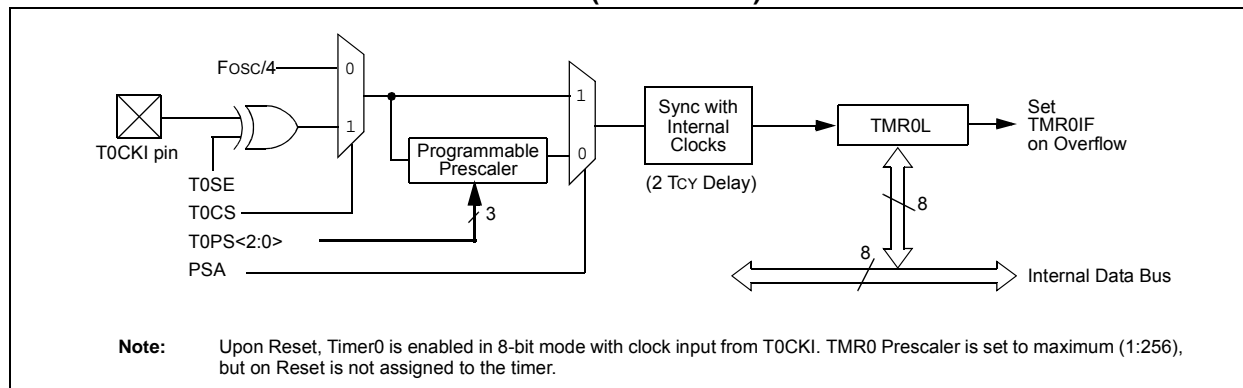 FOSC/4
0
1
T0CKI pin
T0SE
T0CS
T0PS<2:0>
PSA
Programmable
Prescaler
3
1
0
Sync with
Internal
Clocks
(2 TCY Delay)
TMR0L
Set
TMR0IF
on Overflow
8
8
Internal Data Bus
Note: Upon Reset, Timer0 is enabled in 8-bit mode with clock input from T0CKI. TMR0 Prescaler is set to maximum (1:256),
but on Reset is not assigned to the timer.